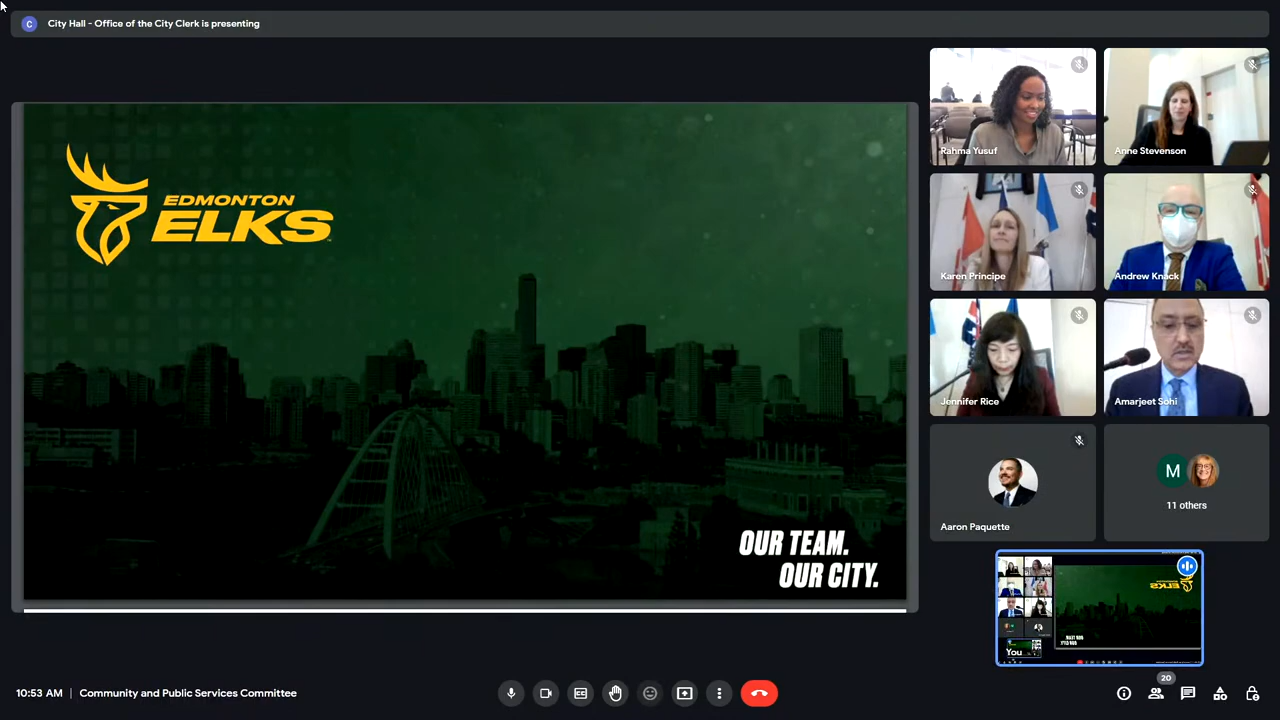 C
City Hall - Office of the City Clerk is presenting
EDMONTON
ELKS
OUR TEAM.
OUR CITY.
Rahma Yusuf
Anne Stevenson
Karen Principe
Andrew Knack
Jennifer Rice
Amarjeet Sohi
Aaron Paquette
M
11 others
You
10:53 AM | Community and Public Services Committee
20